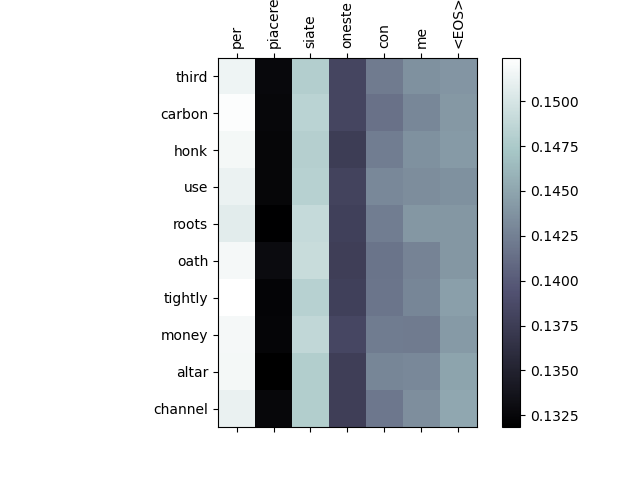 per piacere siate oneste con me <EOS>
third
carbon
honk
use
roots
oath
tightly
money
altar
channel
0.1500
0.1475
0.1450
0.1425
0.1400
0.1375
0.1350
0.1325